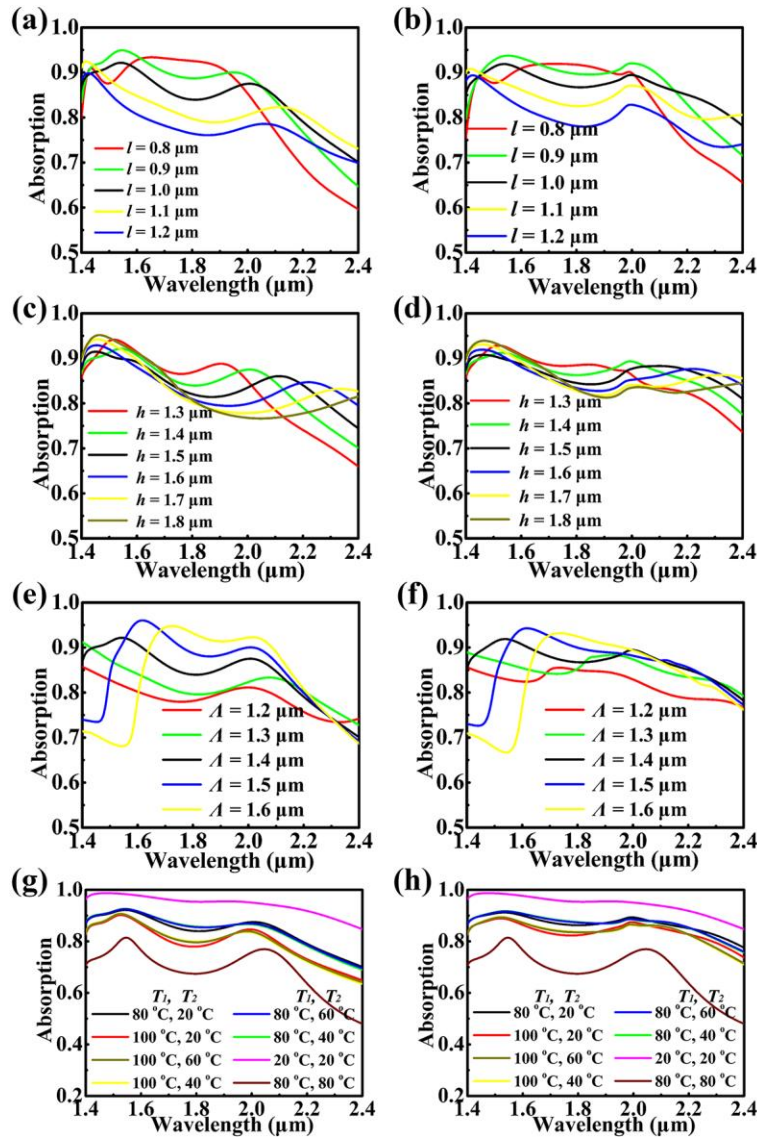 (a)
Absorption
1.0
0.9
0.8
0.7
0.6
0.5
l = 0.8 µm
l = 0.9 µm
l = 1.0 µm
l = 1.1 µm
l = 1.2 µm
1.4 1.6 1.8 2.0 2.2 2.4
Wavelength (µm)
(b)
Absorption
1.0
0.9
0.8
0.7
0.6
0.5
l = 0.8 µm
l = 0.9 µm
l = 1.0 µm
l = 1.1 µm
l = 1.2 µm
1.4 1.6 1.8 2.0 2.2 2.4
Wavelength (µm)
(c)
Absorption
1.0
0.9
0.8
0.7
0.6
0.5
h = 1.3 µm
h = 1.4 µm
h = 1.5 µm
h = 1.6 µm
h = 1.7 µm
h = 1.8 µm
1.4 1.6 1.8 2.0 2.2 2.4
Wavelength (µm)
(d)
Absorption
1.0
0.9
0.8
0.7
0.6
0.5
h = 1.3 µm
h = 1.4 µm
h = 1.5 µm
h = 1.6 µm
h = 1.7 µm
h = 1.8 µm
1.4 1.6 1.8 2.0 2.2 2.4
Wavelength (µm)
(e)
Absorption
1.0
0.9
0.8
0.7
0.6
0.5
Λ = 1.2 µm
Λ = 1.3 µm
Λ = 1.4 µm
Λ = 1.5 µm
Λ = 1.6 µm
1.4 1.6 1.8 2.0 2.2 2.4
Wavelength (µm)
(f)
Absorption
1.0
0.9
0.8
0.7
0.6
0.5
Λ = 1.2 µm
Λ = 1.3 µm
Λ = 1.4 µm
Λ = 1.5 µm
Λ = 1.6 µm
1.4 1.6 1.8 2.0 2.2 2.4
Wavelength (µm)
(g)
Absorption
1.0
0.8
0.6
0.4
0.2
T1, T2 T1, T2
80 °C, 20 °C 80 °C, 60 °C
100 °C, 20 °C 80 °C, 40 °C
100 °C, 60 °C 20 °C, 20 °C
100 °C, 40 °C 80 °C, 80 °C
1.4 1.6 1.8 2.0 2.2 2.4
Wavelength (µm)
(h)
Absorption
1.0
0.8
0.6
0.4
0.2
T1, T2 T1, T2
80 °C, 20 °C 80 °C, 60 °C
100 °C, 20 °C 80 °C, 40 °C
100 °C, 60 °C 20 °C, 20 °C
100 °C, 40 °C 80 °C, 80 °C
1.4 1.6 1.8 2.0 2.2 2.4
Wavelength (µm)